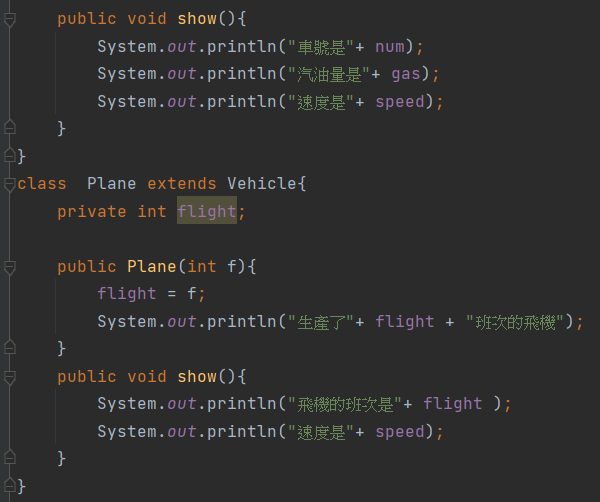 public void show(){
System.out.println("車號是"+ num);
System.out.println("汽油量是"+ gas);
System.out.println("速度是"+ speed);
}
}
class  Plane extends Vehicle{
private int flight;
public Plane(int f){
flight = f;
System.out.println("生產了"+ flight + "班次的飛機");
}
public void show(){
System.out.println("飛機的班次是"+ flight );
System.out.println("速度是"+ speed);
}
}